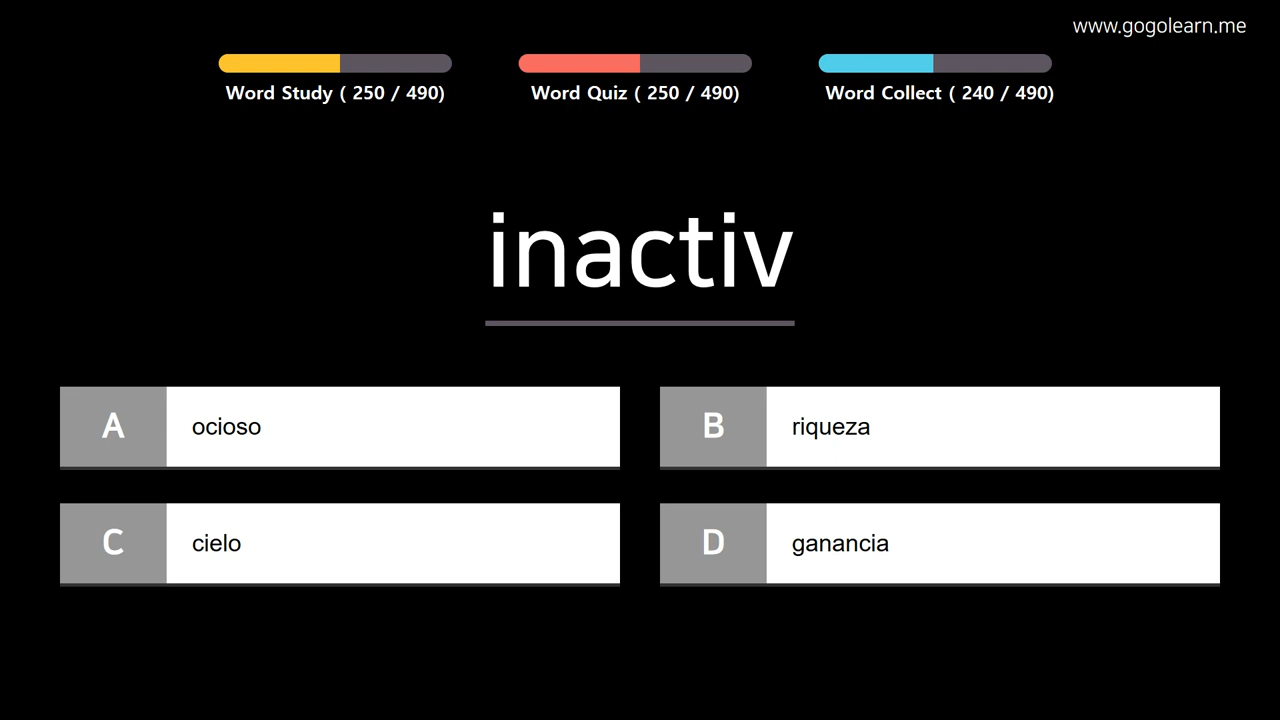 www.gogolearn.me
Word Study ( 250 / 490)
Word Quiz ( 250 / 490)
Word Collect ( 240 / 490)
inactiv
A ocioso
B riqueza
C cielo
D ganancia